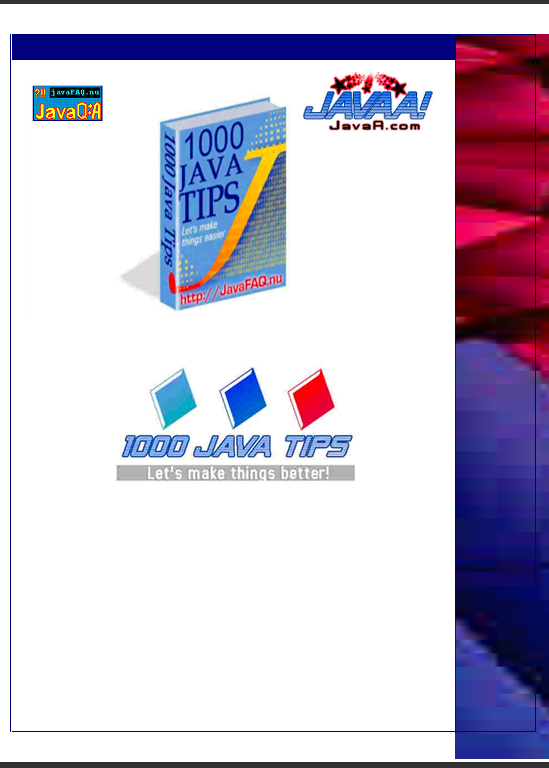 ?! javaFAQ.nu
JavaQ&A
JAVAA!
JavaA.com
1000 Java Tips
1000
JAVA
TIPS
Let's make
things easier
http://JavaFAQ.nu
1000 JAVA TIPS
Let's make things better!